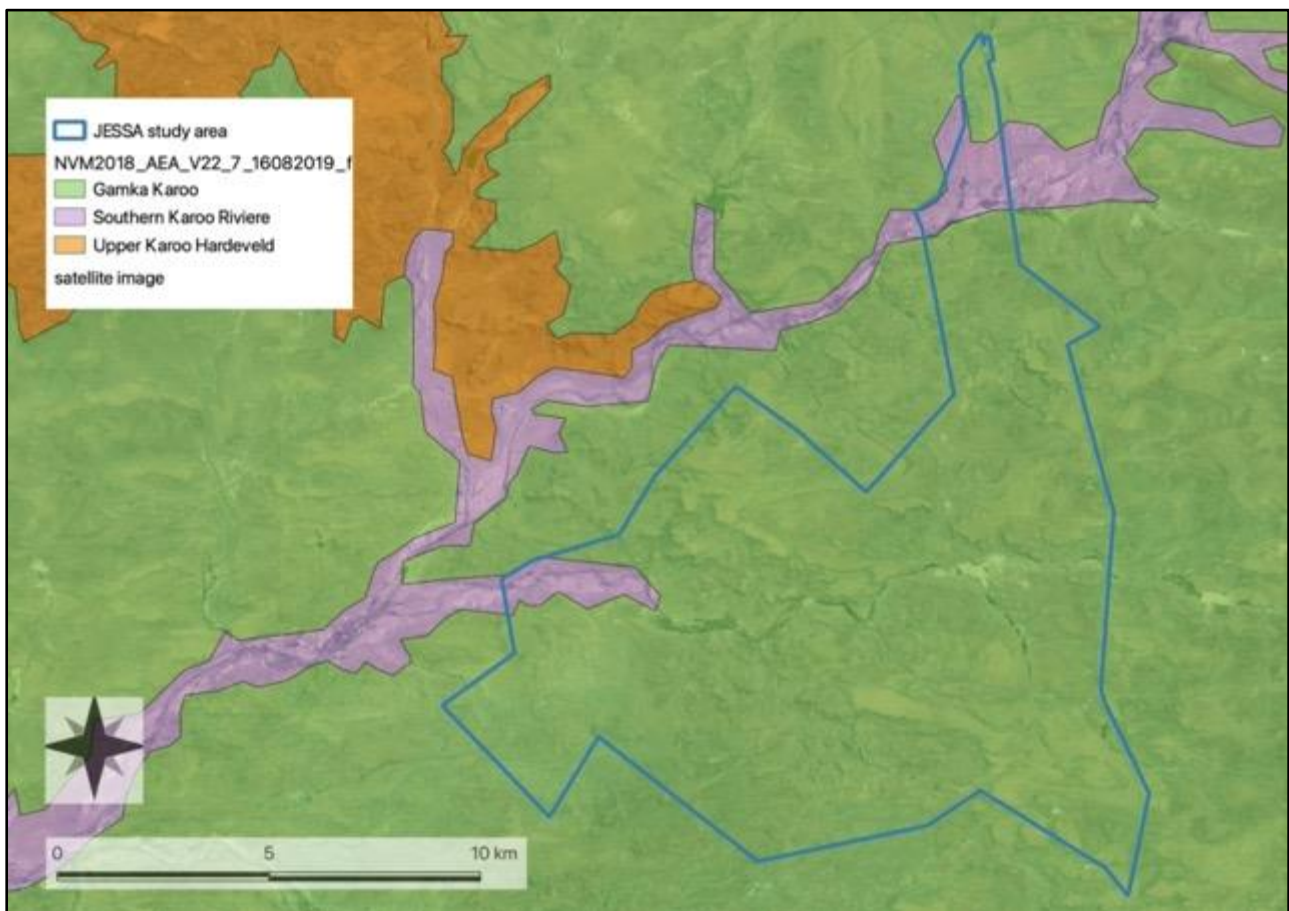 JESSA study area
NVM2018_AEA_V22_7_16082019_f
Gamka Karoo
Southern Karoo Riviere
Upper Karoo Hardeveld
satellite image
0 5 10 km